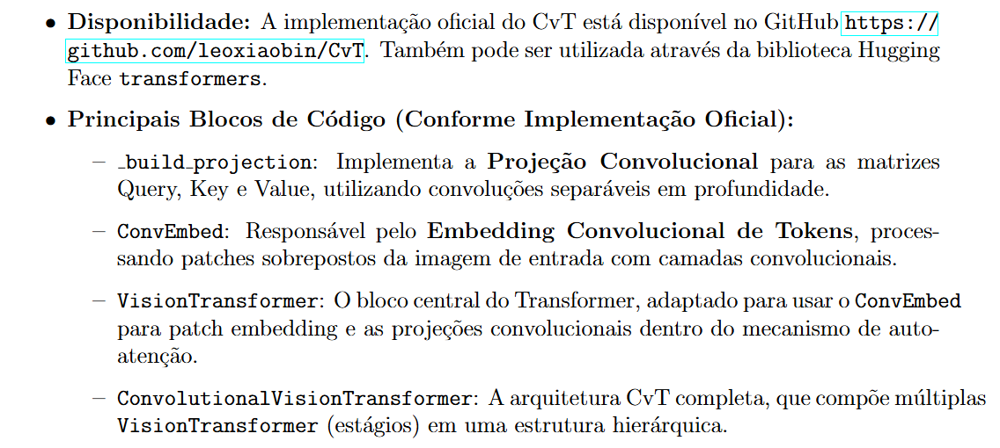 • Disponibilidade: A implementação oficial do CvT está disponível no GitHub https://
github.com/leoxiaobin/CvT. Também pode ser utilizada através da biblioteca Hugging
Face transformers.
• Principais Blocos de Código (Conforme Implementação Oficial):
– _build_projection: Implementa a Projeção Convolucional para as matrizes
Query, Key e Value, utilizando convoluções separáveis em profundidade.
– ConvEmbed: Responsável pelo Embedding Convolucional de Tokens, proces-
sando patches sobrepostos da imagem de entrada com camadas convolucionais.
– VisionTransformer: O bloco central do Transformer, adaptado para usar o ConvEmbed
para patch embedding e as projeções convolucionais dentro do mecanismo de auto-
atenção.
– ConvolutionalVisionTransformer: A arquitetura CvT completa, que compõe múltiplas
VisionTransformer (estágios) em uma estrutura hierárquica.